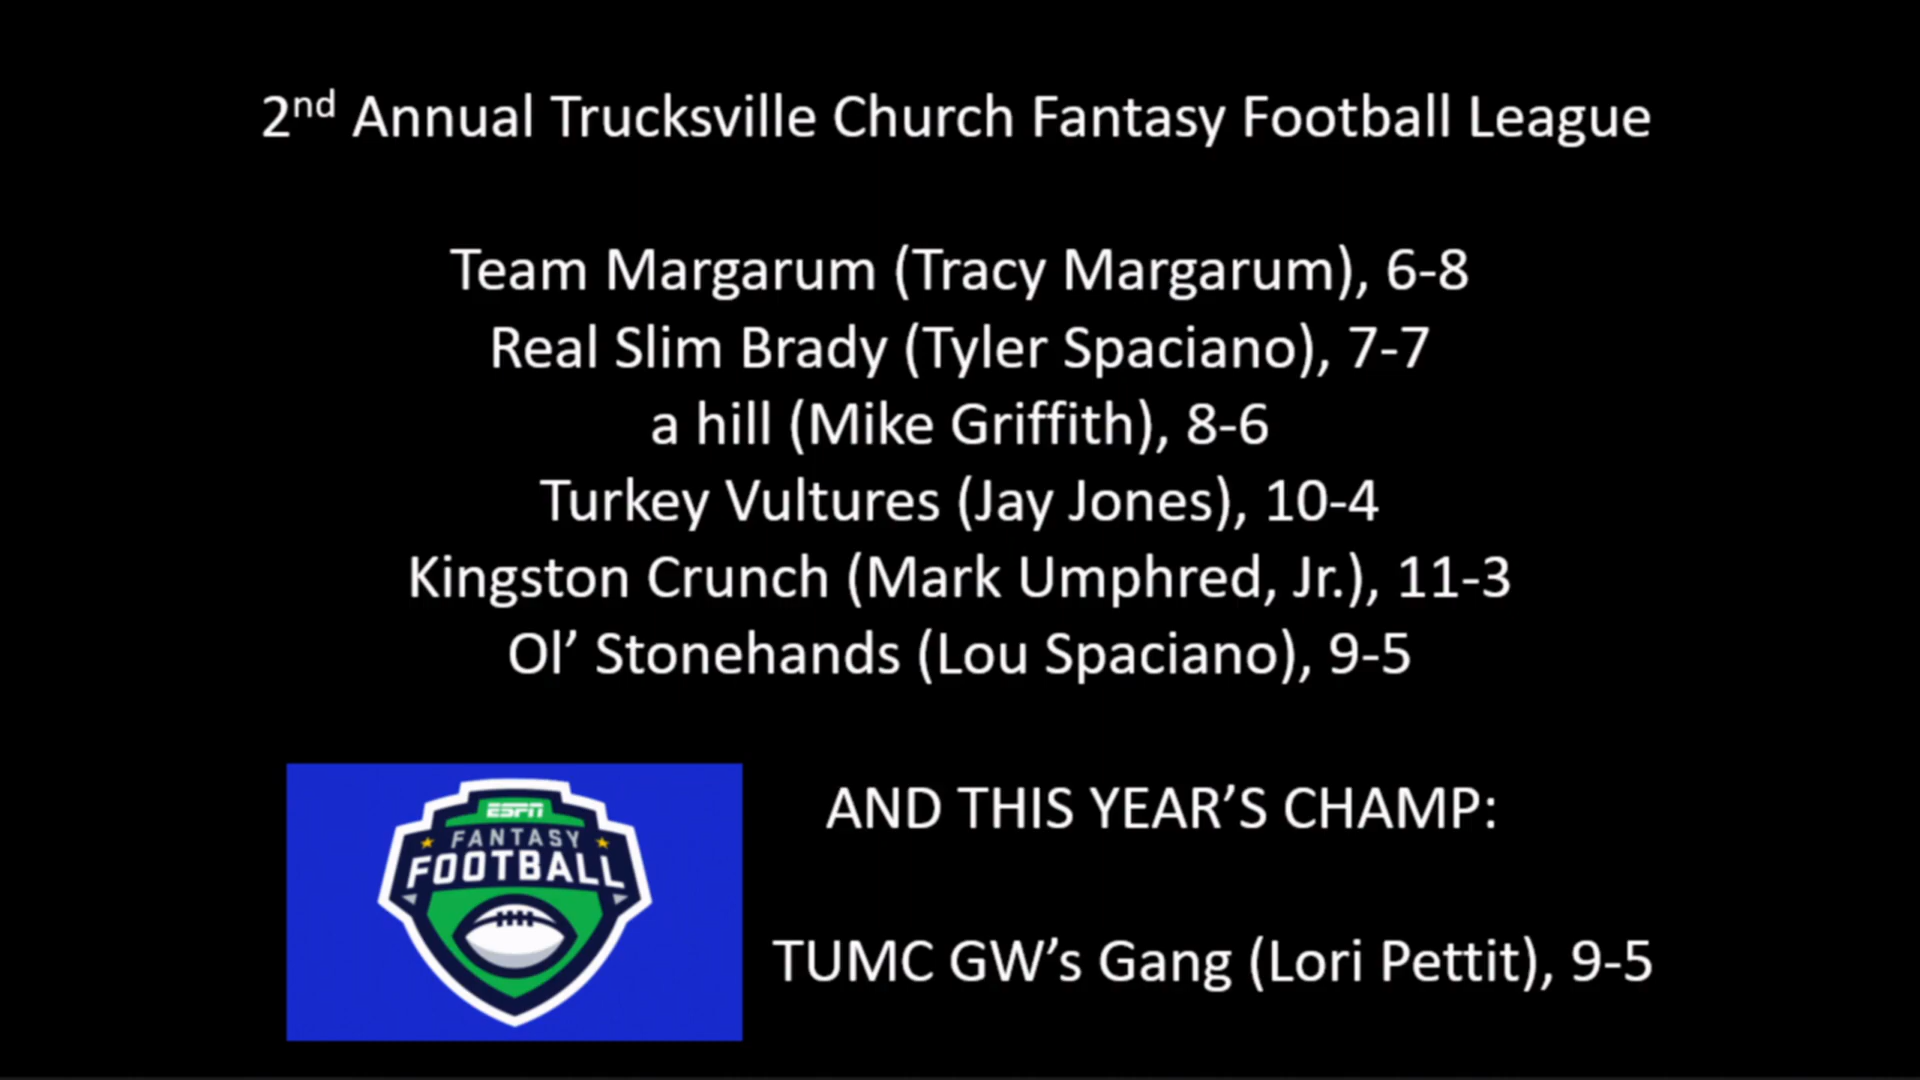 2nd Annual Trucksville Church Fantasy Football League
Team Margarum (Tracy Margarum), 6-8
Real Slim Brady (Tyler Spaciano), 7-7
a hill (Mike Griffith), 8-6
Turkey Vultures (Jay Jones), 10-4
Kingston Crunch (Mark Umphred, Jr.), 11-3
Ol’ Stonehands (Lou Spaciano), 9-5
ESPN
FANTASY
FOOTBALL
AND THIS YEAR’S CHAMP:
TUMC GW’s Gang (Lori Pettit), 9-5